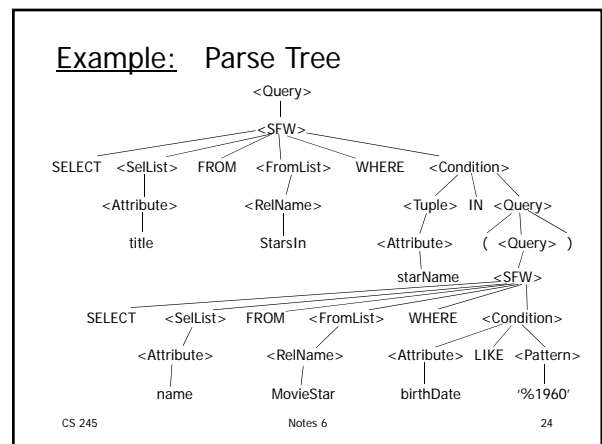 Example: Parse Tree
<Query>
<SFW>
SELECT <SelList> FROM <FromList> WHERE <Condition>
<Attribute> <RelName> <Tuple> IN <Query>
title StarsIn <Attribute> ( <Query> )
starName <SFW>
SELECT <SelList> FROM <FromList> WHERE <Condition>
<Attribute> <RelName> <Attribute> LIKE <Pattern>
name MovieStar birthDate '%1960'
CS 245 Notes 6 24